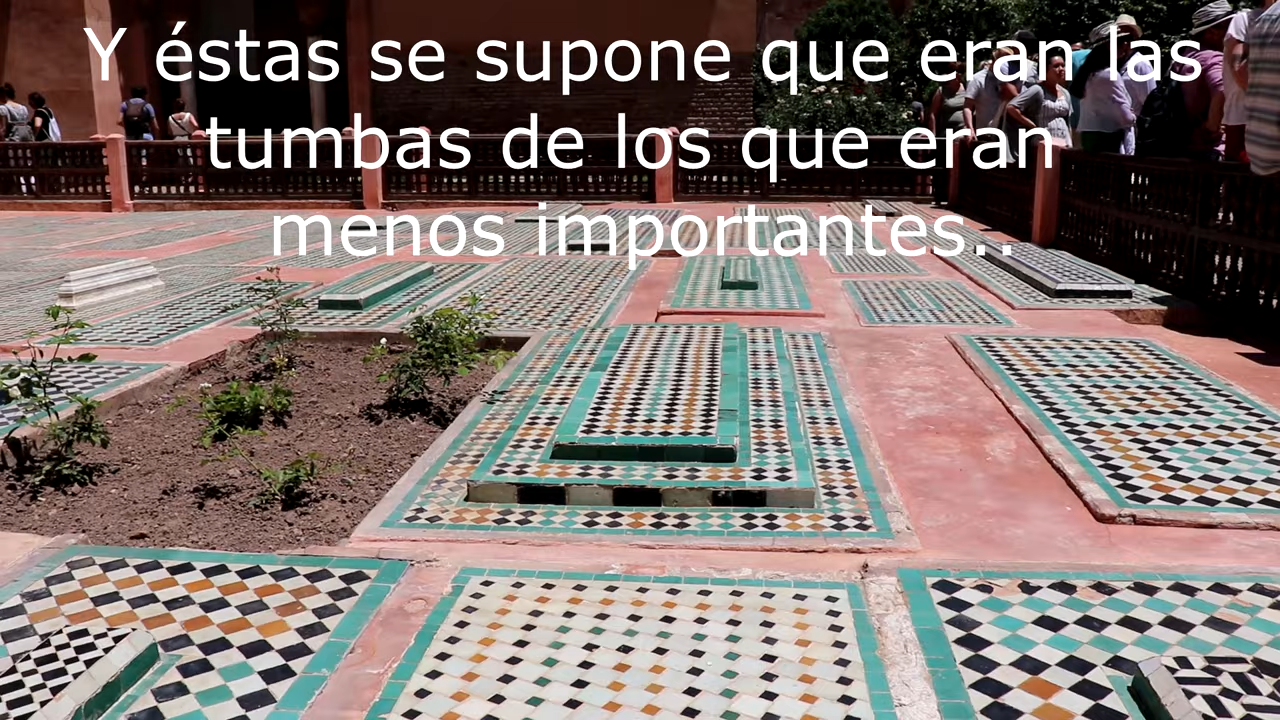 Y éstas se supone que eran las
tumbas de los que eran
menos importantes..